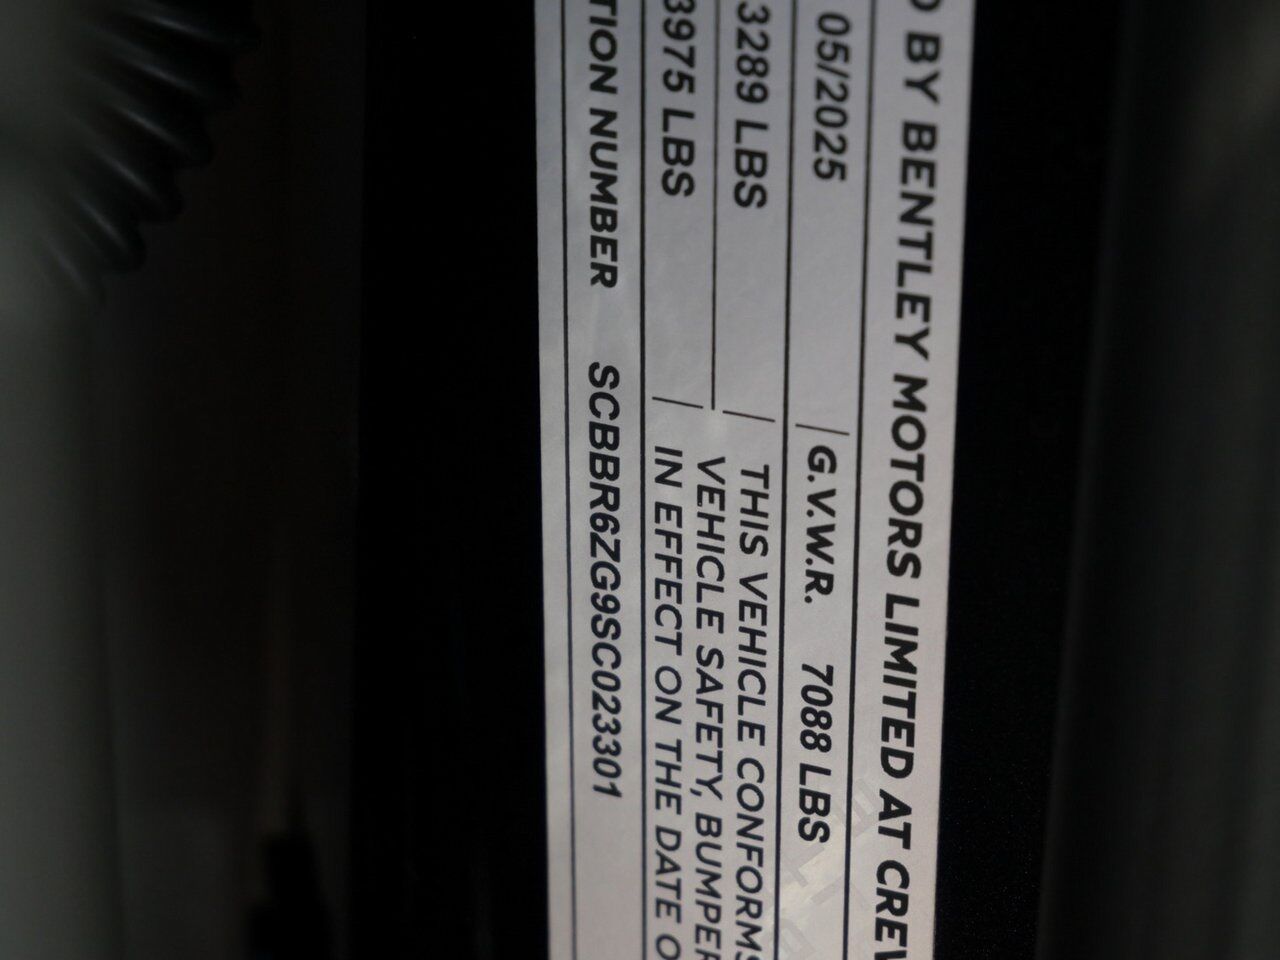 D BY BENTLEY MOTORS LIMITED AT CREW
05/2025 G.V.W.R. 7088 LBS
3289 LBS THIS VEHICLE CONFORMS
VEHICLE SAFETY, BUMPER
3975 LBS IN EFFECT ON THE DATE O
TION NUMBER SCBBR6ZG9SC023301